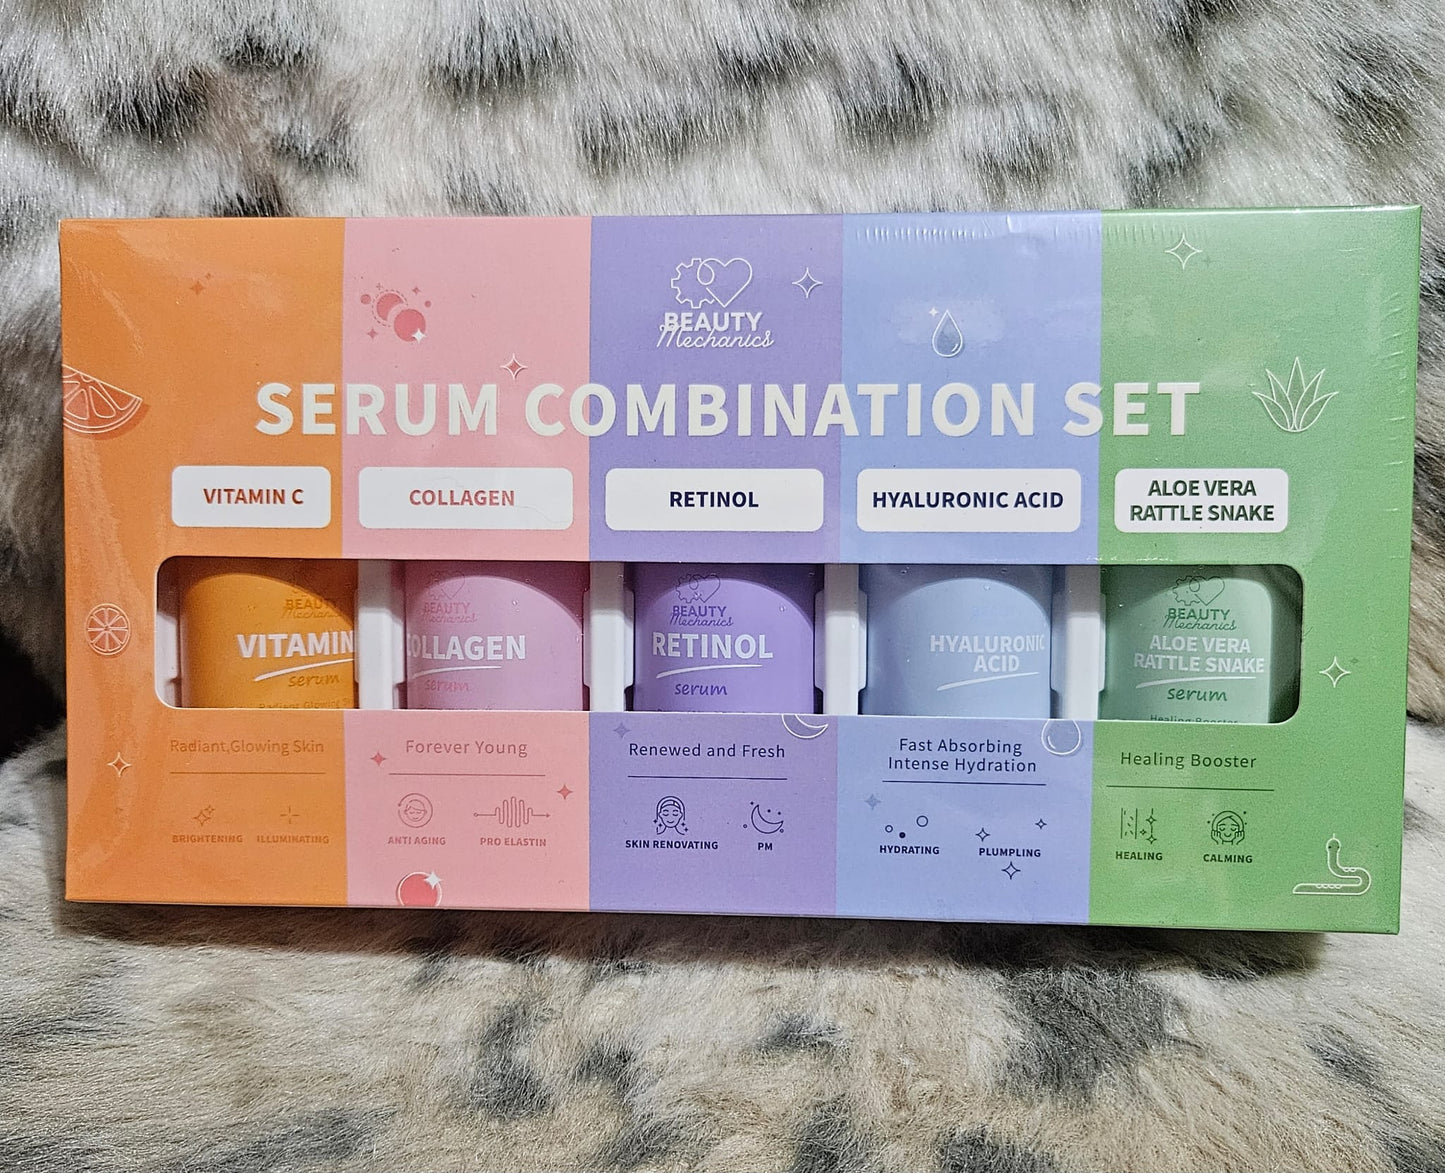 BEAUTY
Mechanics
SERUM COMBINATION SET
VITAMIN C
COLLAGEN
RETINOL
HYALURONIC ACID
ALOE VERA
RATTLE SNAKE
BEAUTY
Mechanics
VITAMIN
serum
BEAUTY
Mechanics
COLLAGEN
serum
BEAUTY
Mechanics
RETINOL
serum
HYALURONIC
ACID
BEAUTY
Mechanics
ALOE VERA
RATTLE SNAKE
serum
Healing Booster
Radiant,Glowing Skin
BRIGHTENING
ILLUMINATING
Forever Young
ANTI AGING
PRO ELASTIN
Renewed and Fresh
SKIN RENOVATING
PM
Fast Absorbing
Intense Hydration
HYDRATING
PLUMPLING
Healing Booster
HEALING
CALMING